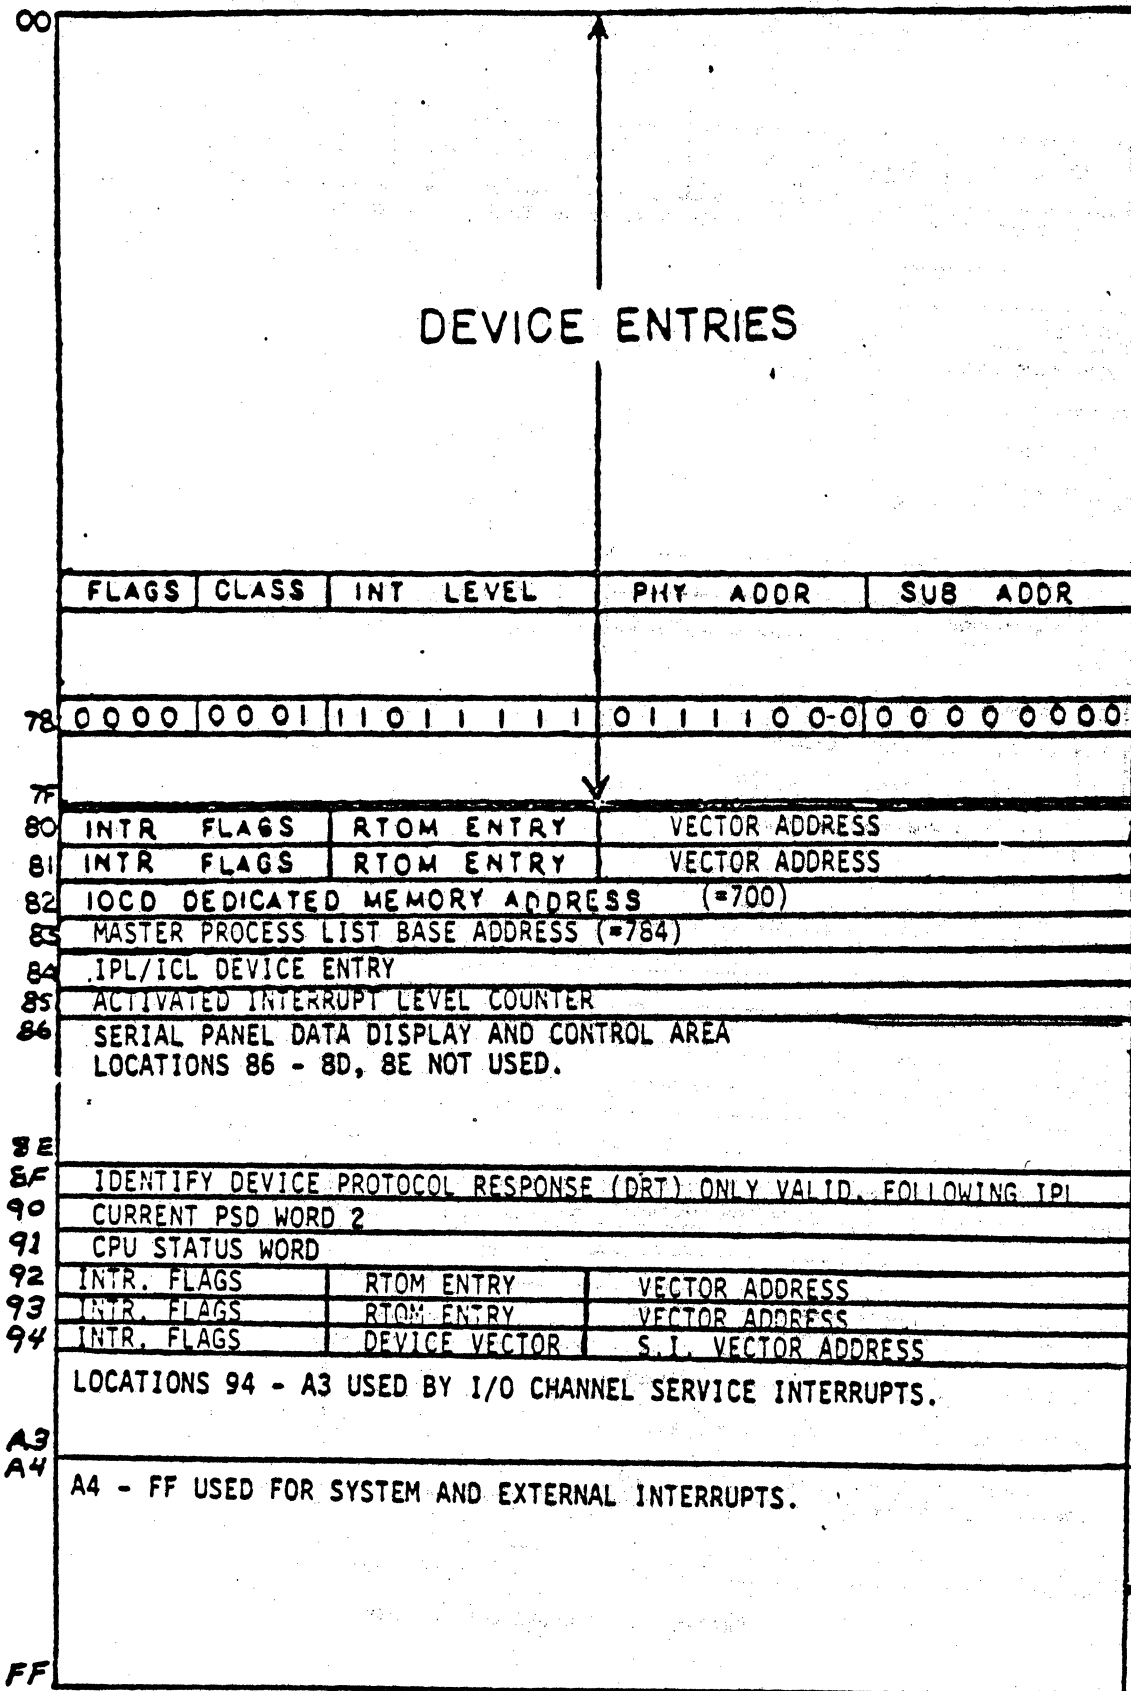 00
DEVICE ENTRIES
FLAGS CLASS INT LEVEL PHY ADDR SUB ADDR
78 0000 0001 11011111 01111000 00000000
7F
80 INTR FLAGS RTOM ENTRY VECTOR ADDRESS
81 INTR FLAGS RTOM ENTRY VECTOR ADDRESS
82 IOCD DEDICATED MEMORY ADDRESS (=700)
83 MASTER PROCESS LIST BASE ADDRESS (=784)
84 IPL/ICL DEVICE ENTRY
85 ACTIVATED INTERRUPT LEVEL COUNTER
86 SERIAL PANEL DATA DISPLAY AND CONTROL AREA
LOCATIONS 86 - 8D, 8E NOT USED.
8E
8F IDENTIFY DEVICE PROTOCOL RESPONSE (DRT) ONLY VALID. FOLLOWING IPL
90 CURRENT PSD WORD 2
91 CPU STATUS WORD
92 INTR. FLAGS RTOM ENTRY VECTOR ADDRESS
93 INTR. FLAGS RTOM ENTRY VECTOR ADDRESS
94 INTR. FLAGS DEVICE VECTOR S.I. VECTOR ADDRESS
LOCATIONS 94 - A3 USED BY I/O CHANNEL SERVICE INTERRUPTS.
A3
A4
A4 - FF USED FOR SYSTEM AND EXTERNAL INTERRUPTS.
FF